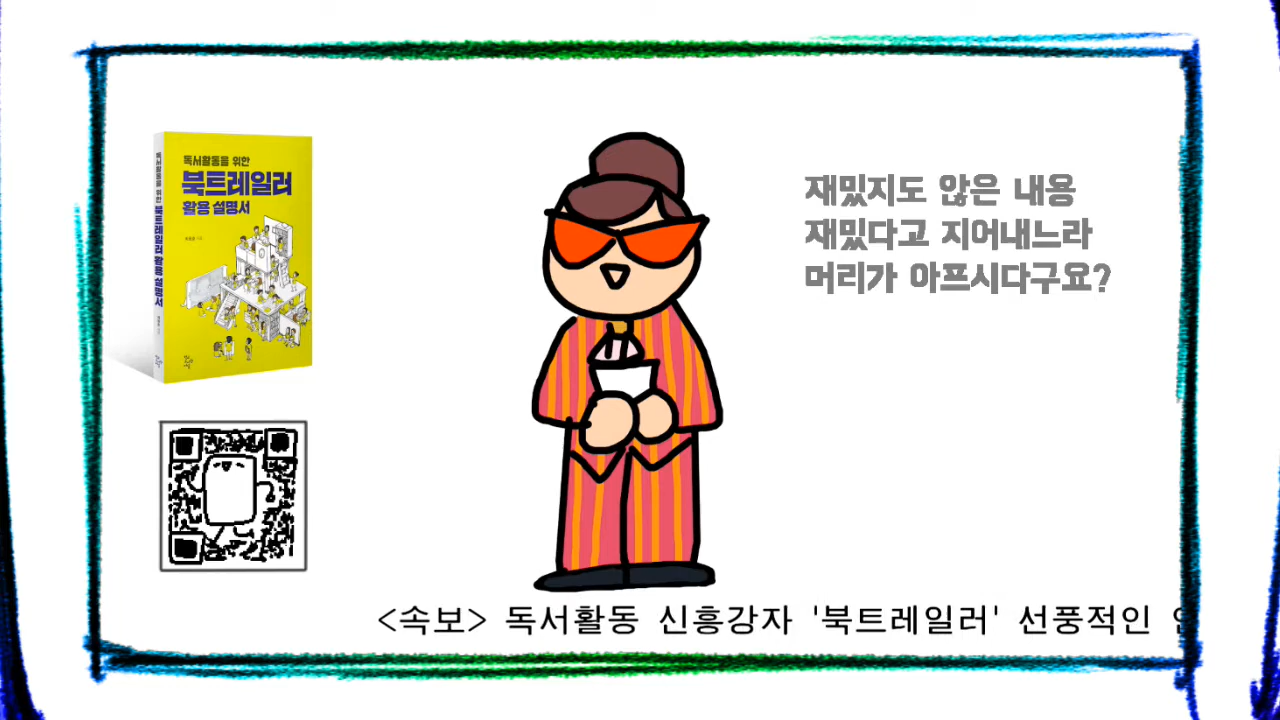 독서활동을 위한
북트레일러
활용 설명서
독서활동을 위한 북트레일러 활용 설명서
재밌지도 않은 내용
재밌다고 지어내느라
머리가 아프시다구요?
<속보> 독서활동 신흥강자 '북트레일러' 선풍적인